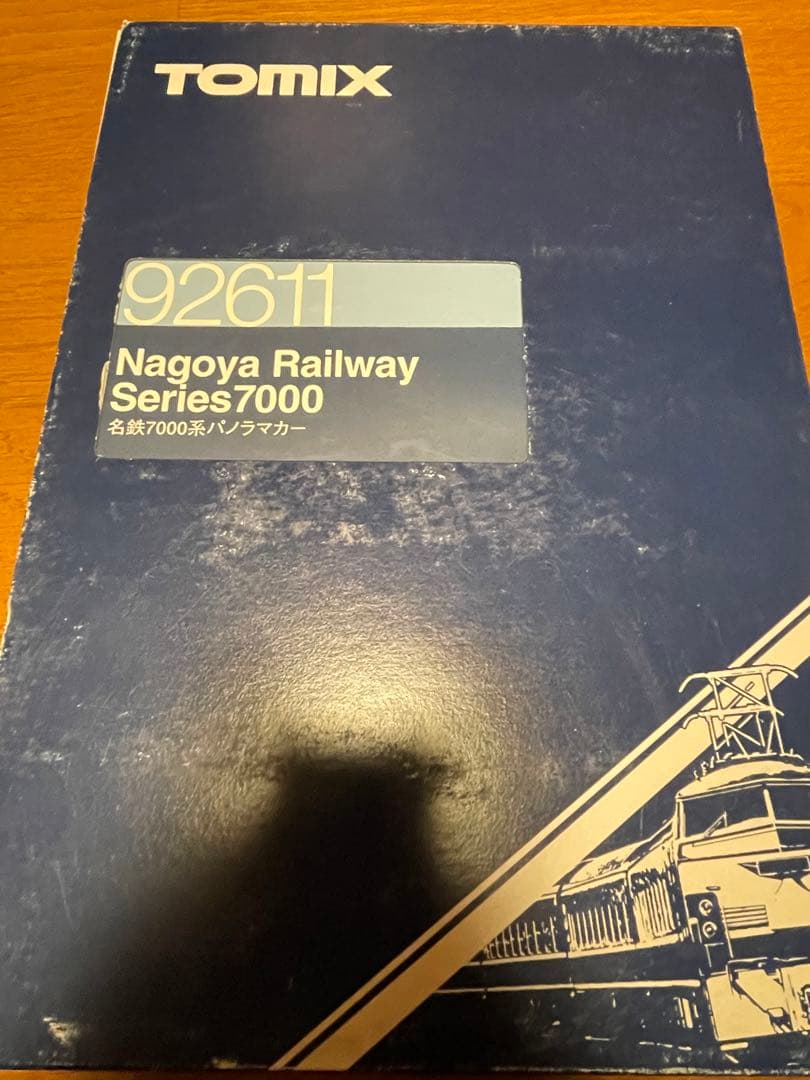 TOMIX
92611
Nagoya Railway
Series7000
名鉄7000系パノラマカー